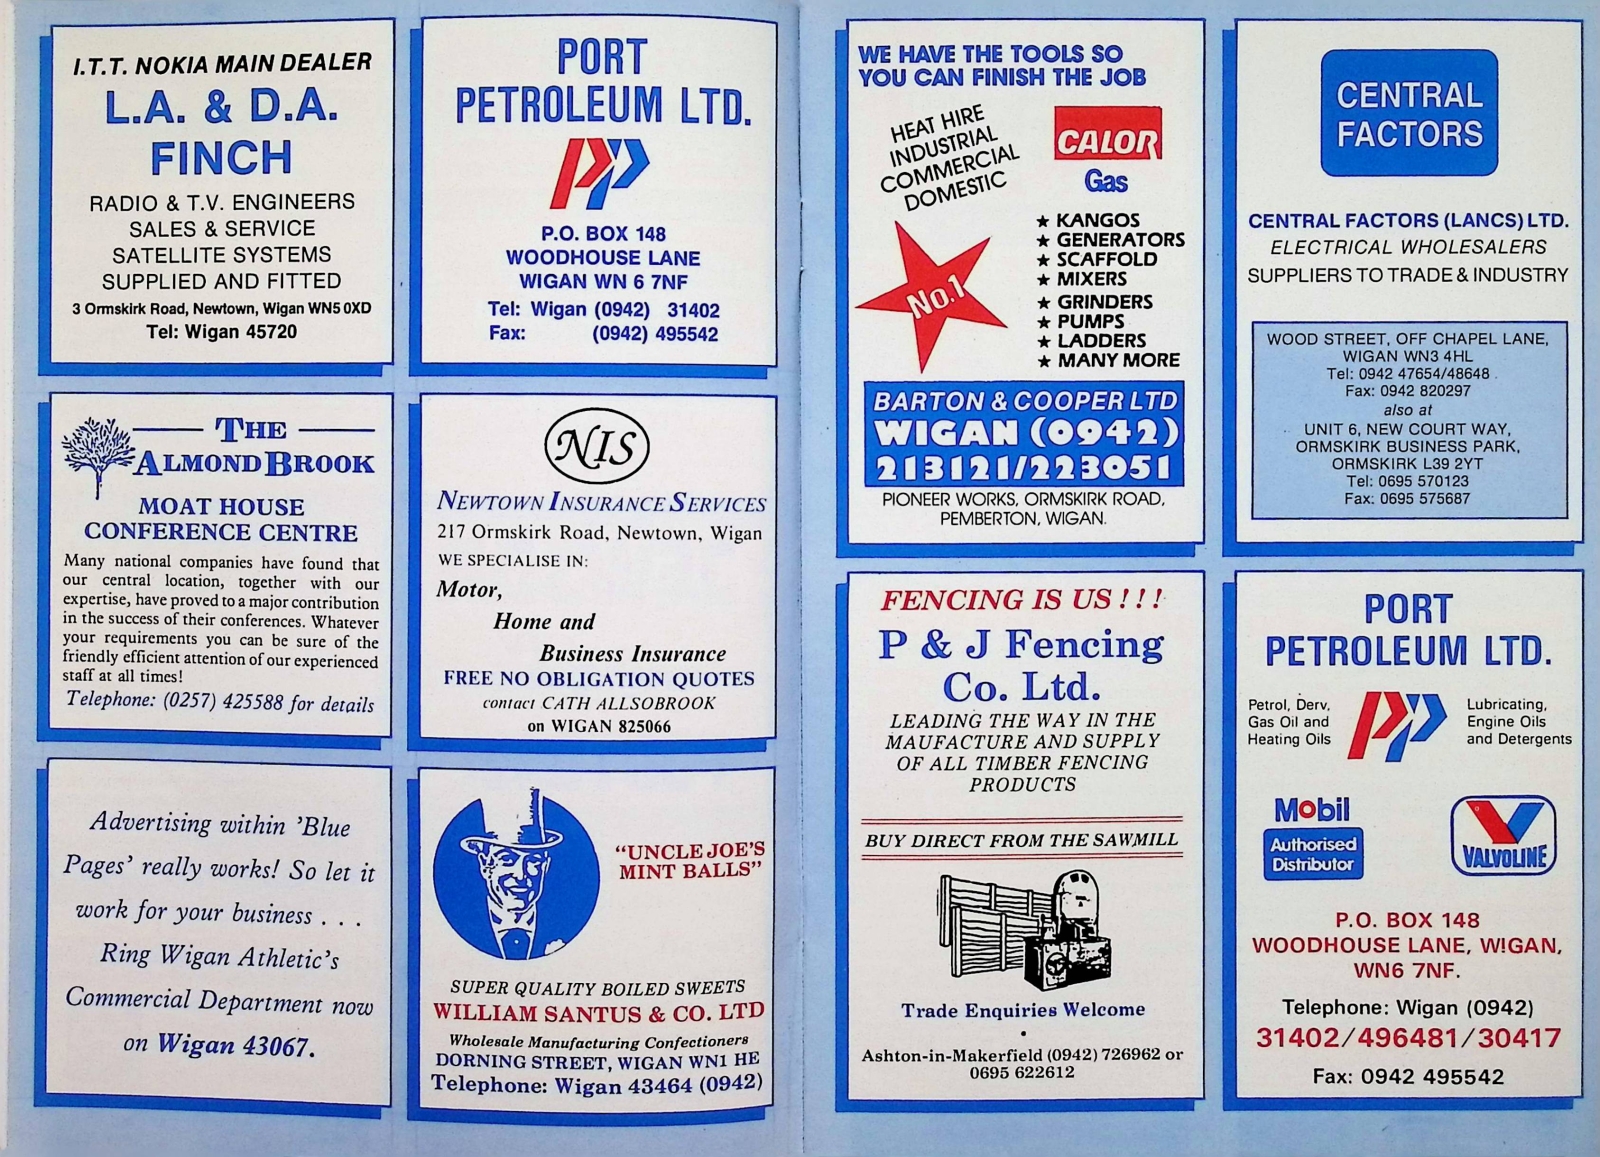 I.T.T. NOKIA MAIN DEALER
L.A. & D.A.
FINCH
RADIO & T.V. ENGINEERS
SALES & SERVICE
SATELLITE SYSTEMS
SUPPLIED AND FITTED
3 Ormskirk Road, Newtown, Wigan WN5 0XD
Tel: Wigan 45720
PORT
PETROLEUM LTD.
P.O. BOX 148
WOODHOUSE LANE
WIGAN WN 6 7NF
Tel: Wigan (0942) 31402
Fax: (0942) 495542
THE
ALMOND BROOK
MOAT HOUSE
CONFERENCE CENTRE
Many national companies have found that
our central location, together with our
expertise, have proved to a major contribution
in the success of their conferences. Whatever
your requirements you can be sure of the
friendly efficient attention of our experienced
staff at all times!
Telephone: (0257) 425588 for details
NIS
NEWTOWN INSURANCE SERVICES
217 Ormskirk Road, Newtown, Wigan
WE SPECIALISE IN:
Motor,
Home and
Business Insurance
FREE NO OBLIGATION QUOTES
contact CATH ALLSOBROOK
on WIGAN 825066
Advertising within 'Blue
Pages' really works! So let it
work for your business . . .
Ring Wigan Athletic's
Commercial Department now
on Wigan 43067.
"UNCLE JOE'S
MINT BALLS"
SUPER QUALITY BOILED SWEETS
WILLIAM SANTUS & CO. LTD
Wholesale Manufacturing Confectioners
DORNING STREET, WIGAN WN1 HE
Telephone: Wigan 43464 (0942)
WE HAVE THE TOOLS SO
YOU CAN FINISH THE JOB
HEAT HIRE
INDUSTRIAL
COMMERCIAL
DOMESTIC
CALOR
Gas
No.1
★ KANGOS
★ GENERATORS
★ SCAFFOLD
★ MIXERS
★ GRINDERS
★ PUMPS
★ LADDERS
★ MANY MORE
BARTON & COOPER LTD
WIGAN (0942)
213121/223051
PIONEER WORKS, ORMSKIRK ROAD,
PEMBERTON, WIGAN.
CENTRAL
FACTORS
CENTRAL FACTORS (LANCS) LTD.
ELECTRICAL WHOLESALERS
SUPPLIERS TO TRADE & INDUSTRY
WOOD STREET, OFF CHAPEL LANE,
WIGAN WN3 4HL
Tel: 0942 47654/48648
Fax: 0942 820297
also at
UNIT 6, NEW COURT WAY,
ORMSKIRK BUSINESS PARK,
ORMSKIRK L39 2YT
Tel: 0695 570123
Fax: 0695 575687
FENCING IS US ! ! !
P & J Fencing
Co. Ltd.
LEADING THE WAY IN THE
MAUFACTURE AND SUPPLY
OF ALL TIMBER FENCING
PRODUCTS
BUY DIRECT FROM THE SAWMILL
Trade Enquiries Welcome
•
Ashton-in-Makerfield (0942) 726962 or
0695 622612
PORT
PETROLEUM LTD.
Petrol, Derv,
Gas Oil and
Heating Oils
Lubricating,
Engine Oils
and Detergents
Mobil
Authorised
Distributor
VALVOLINE
P.O. BOX 148
WOODHOUSE LANE, WIGAN,
WN6 7NF.
Telephone: Wigan (0942)
31402/496481/30417
Fax: 0942 495542